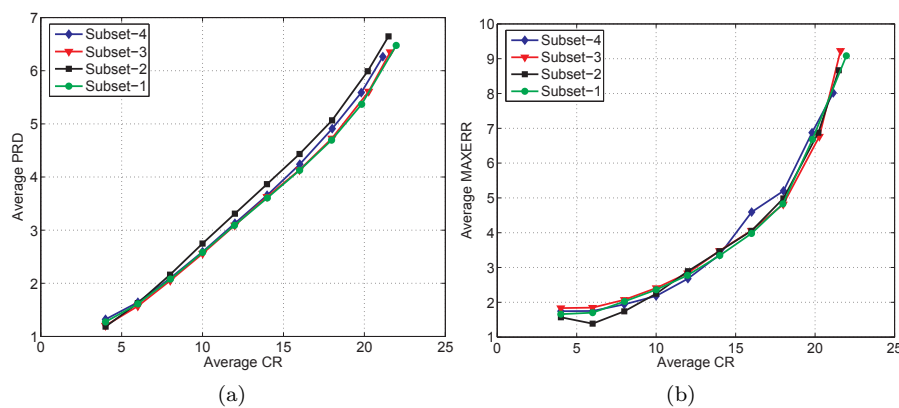 7
6
5
4
3
2
1
0
5
10
15
20
25
Average PRD
Average CR
Subset-4
Subset-3
Subset-2
Subset-1
(a)
10
9
8
7
6
5
4
3
2
1
0
5
10
15
20
25
Average MAXERR
Average CR
Subset-4
Subset-3
Subset-2
Subset-1
(b)